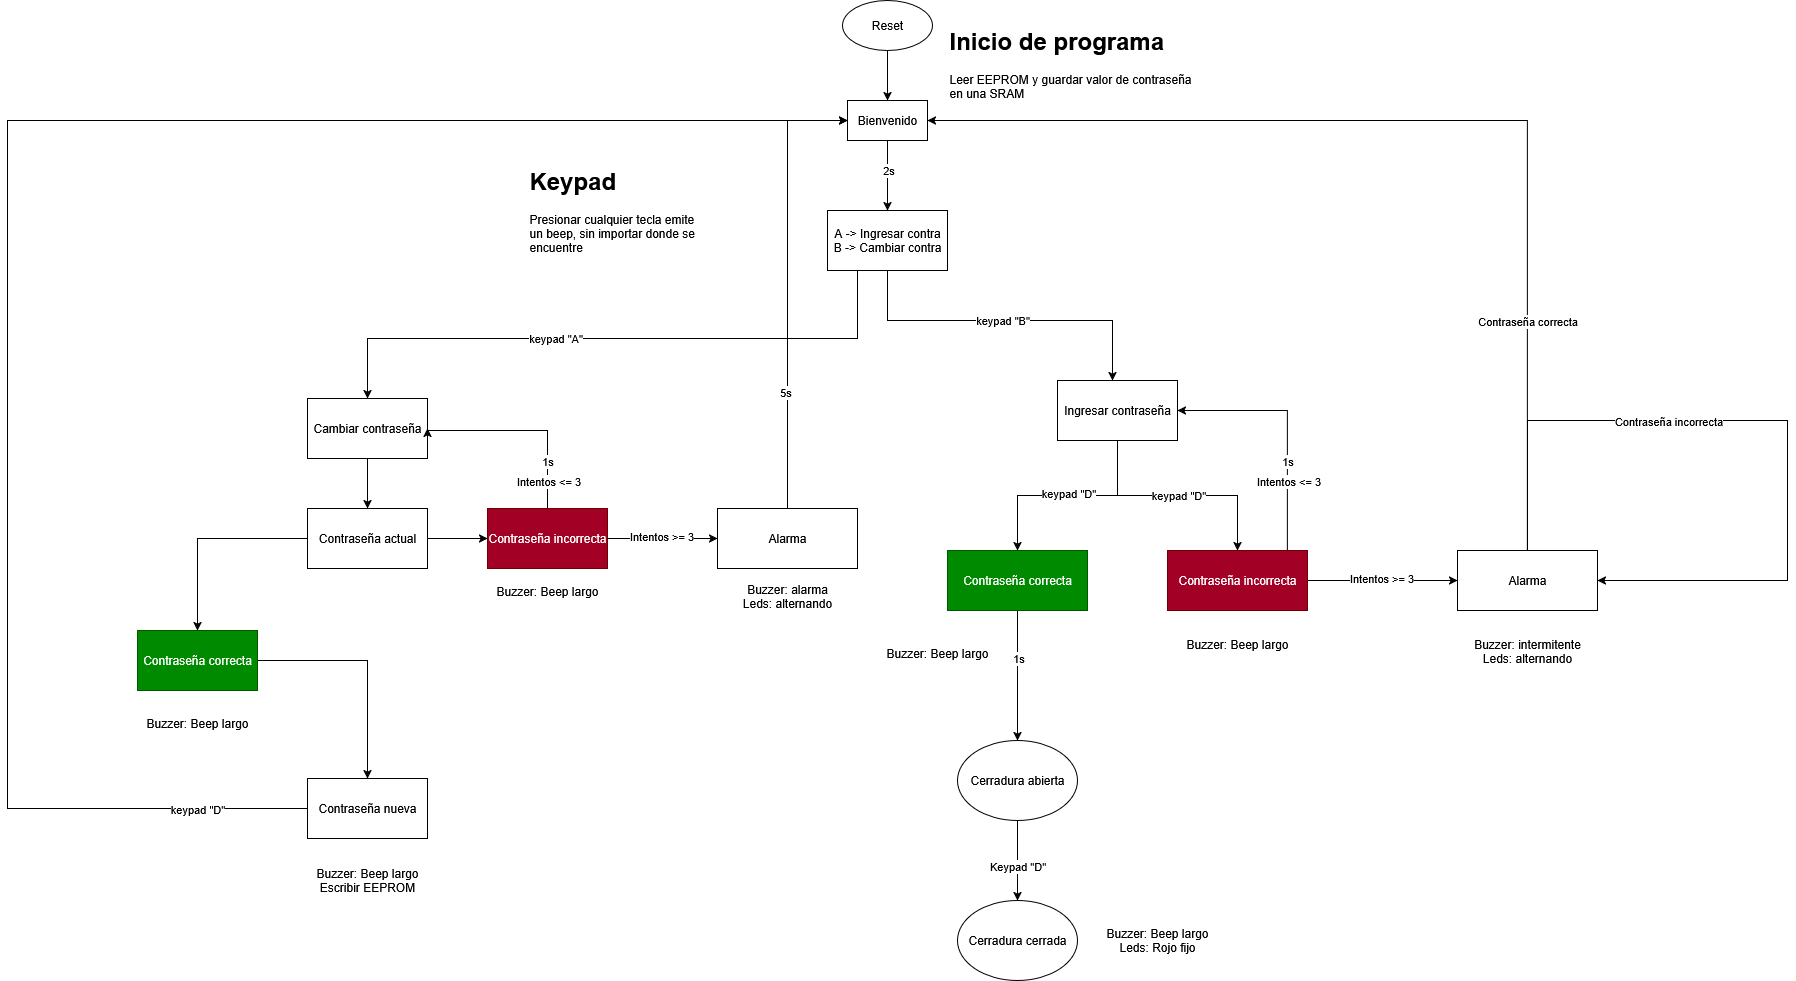 Reset
Inicio de programa
Leer EEPROM y guardar valor de contraseña
en una SRAM
Bienvenido
2s
Keypad
Presionar cualquier tecla emite
un beep, sin importar donde se
encuentre
A -> Ingresar contra
B -> Cambiar contra
keypad "B"
Contraseña correcta
keypad "A"
5s
Cambiar contraseña
Ingresar contraseña
Contraseña incorrecta
1s
Intentos <= 3
1s
Intentos <= 3
keypad "D"
keypad "D"
Contraseña actual
Contraseña incorrecta
Intentos >= 3
Alarma
Contraseña correcta
Contraseña incorrecta
Intentos >= 3
Alarma
Buzzer: Beep largo
Buzzer: alarma
Leds: alternando
Buzzer: Beep largo
1s
Buzzer: Beep largo
Buzzer: intermitente
Leds: alternando
Contraseña correcta
Buzzer: Beep largo
Cerradura abierta
keypad "D"
Contraseña nueva
Buzzer: Beep largo
Escribir EEPROM
Keypad "D"
Cerradura cerrada
Buzzer: Beep largo
Leds: Rojo fijo